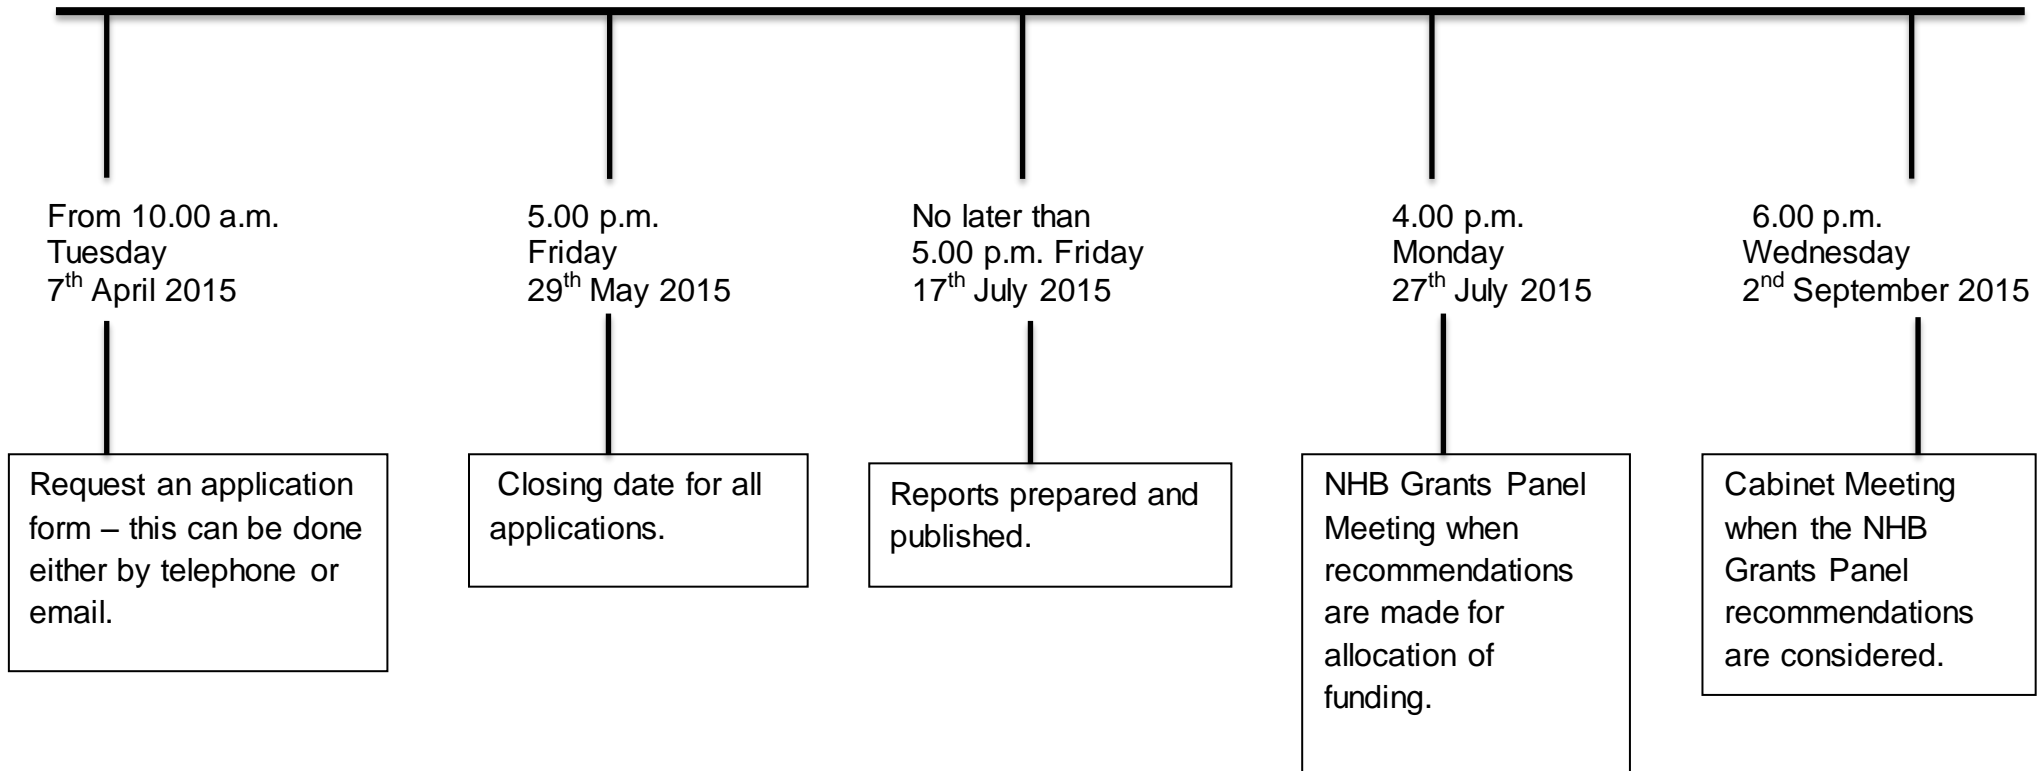 From 10.00 a.m.
Tuesday
7th April 2015
5.00 p.m.
Friday
29th May 2015
No later than
5.00 p.m. Friday
17th July 2015
4.00 p.m.
Monday
27th July 2015
6.00 p.m.
Wednesday
2nd September 2015
Request an application
form – this can be done
either by telephone or
email.
Closing date for all
applications.
Reports prepared and
published.
NHB Grants Panel
Meeting when
recommendations
are made for
allocation of
funding.
Cabinet Meeting
when the NHB
Grants Panel
recommendations
are considered.